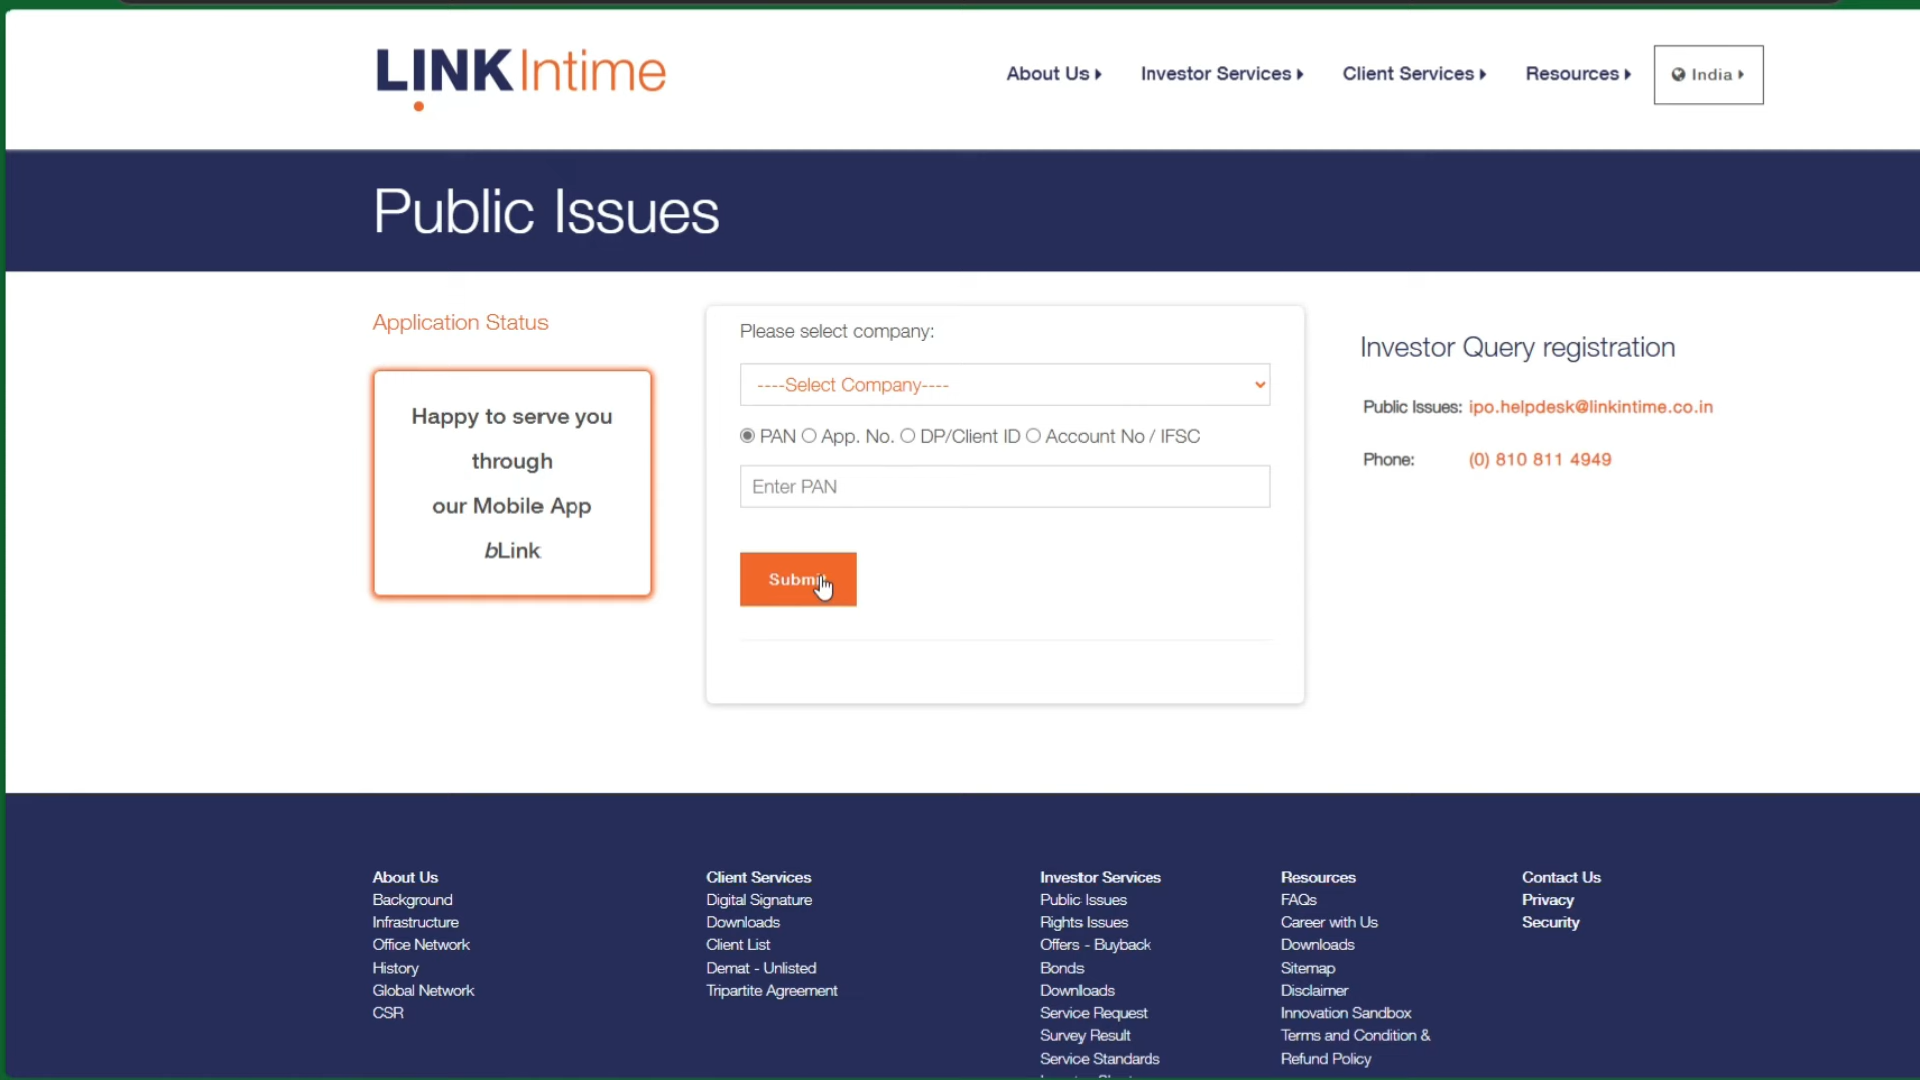 LINK Intime
About Us
Investor Services
Client Services
Resources
India
Public Issues
Application Status
Happy to serve you
through
our Mobile App
bLink
Please select company:
----Select Company----
PAN App. No. DP/Client ID Account No / IFSC
Enter PAN
Submit
Investor Query registration
Public Issues: ipo.helpdesk@linkintime.co.in
Phone: (0) 810 811 4949
About Us
Background
Infrastructure
Office Network
History
Global Network
CSR
Client Services
Digital Signature
Downloads
Client List
Demat - Unlisted
Tripartite Agreement
Investor Services
Public Issues
Rights Issues
Offers - Buyback
Bonds
Downloads
Service Request
Survey Result
Service Standards
Resources
FAQs
Career with Us
Downloads
Sitemap
Disclaimer
Innovation Sandbox
Terms and Condition &
Refund Policy
Contact Us
Privacy
Security